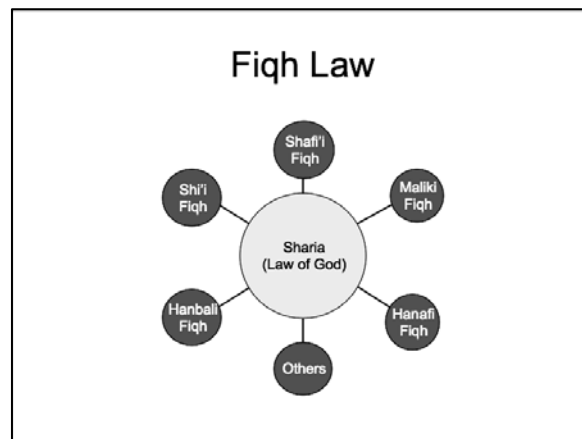 Fiqh Law
Shafi'i
Fiqh
Shi'i
Fiqh
Maliki
Fiqh
Sharia
(Law of God)
Hanbali
Fiqh
Hanafi
Fiqh
Others